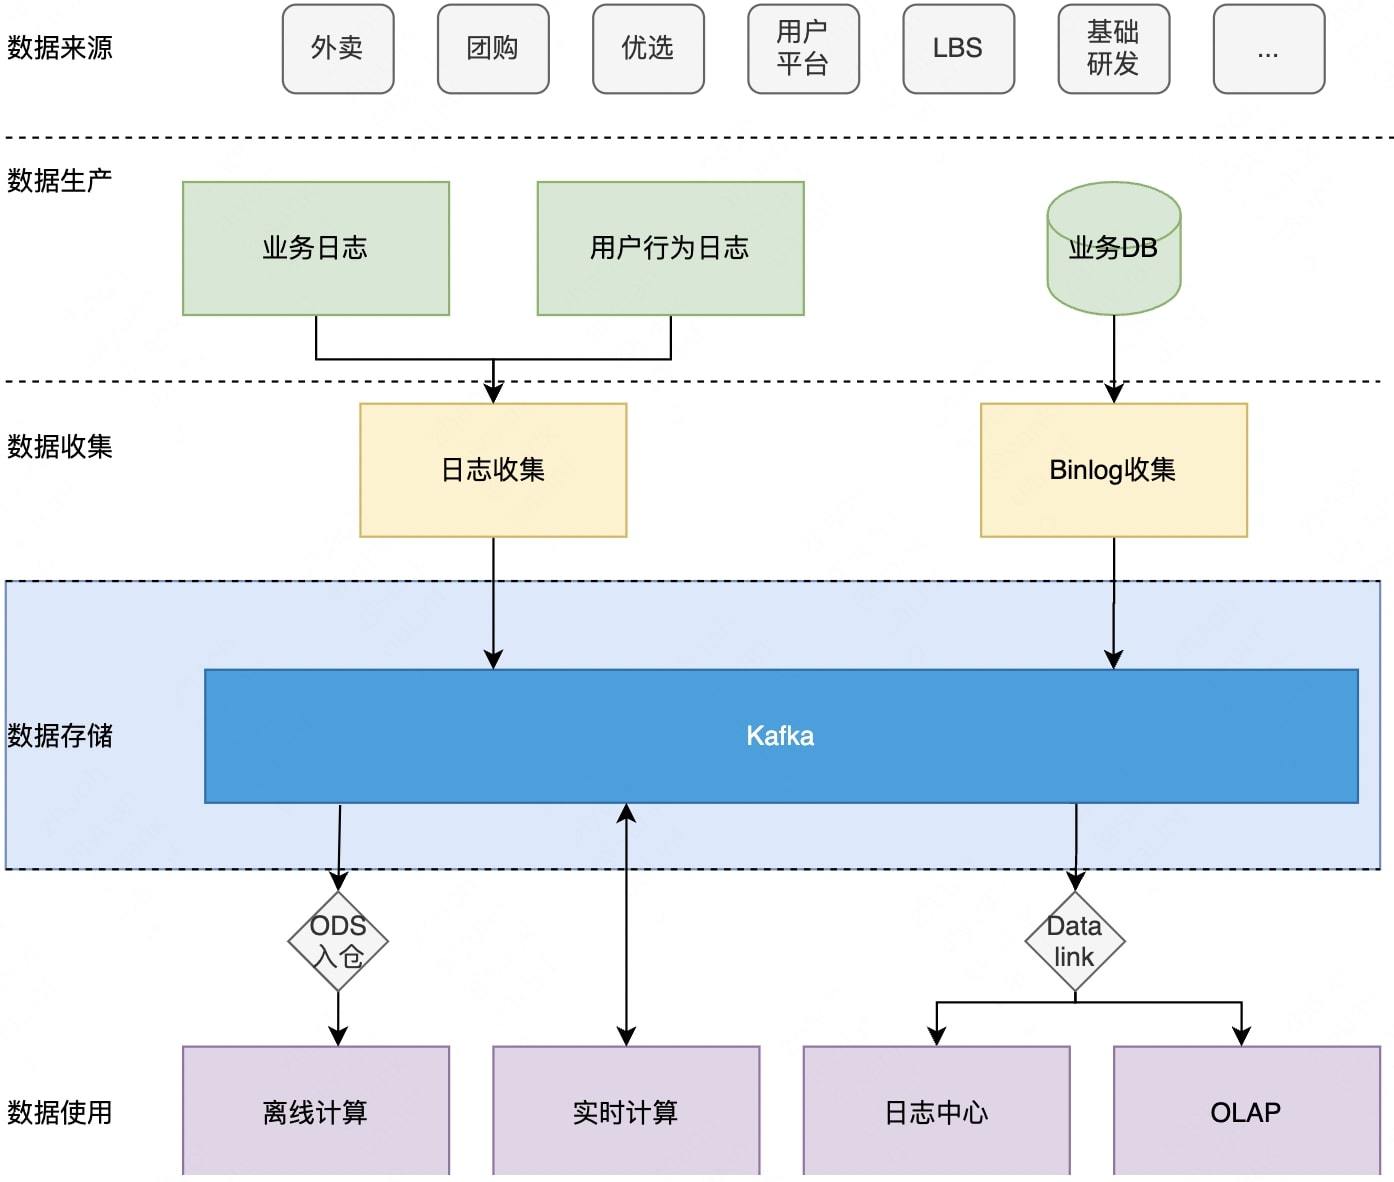 数据来源
外卖
团购
优选
用户
平台
LBS
基础
研发
...
数据生产
业务日志
用户行为日志
业务DB
数据收集
日志收集
Binlog收集
数据存储
Kafka
ODS
入仓
Data
link
数据使用
离线计算
实时计算
日志中心
OLAP